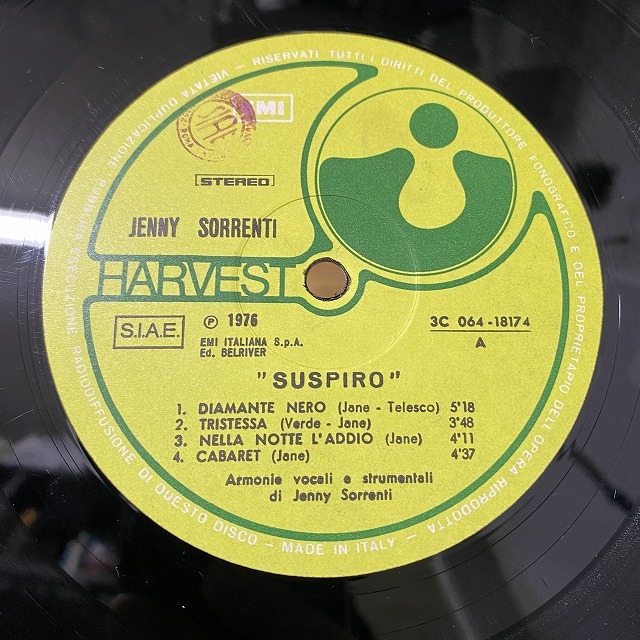 VIETATA DUPLICAZIONE PUBBLICA ESECUZIONE RADIODIFFUSIONE DI QUESTO DISCO - MADE IN ITALY - RISERVATI TUTTI I DIRITTI DEL PRODUTTORE FONOGRAFICO E DEL PROPRIETARIO DELL'OPERA RIPRODOTTA
EMI
SIAE
STEREO
JENNY SORRENTI
HARVEST
S.I.A.E.
℗ 1976
EMI ITALIANA S.p.A.
Ed. BELRIVER
3C 064-18174
A
"SUSPIRO"
1. DIAMANTE NERO (Jane - Telesco) 5'18
2. TRISTESSA (Verde - Jane) 3'48
3. NELLA NOTTE L'ADDIO (Jane) 4'11
4. CABARET (Jane) 4'37
Armonie vocali e strumentali
di Jenny Sorrenti